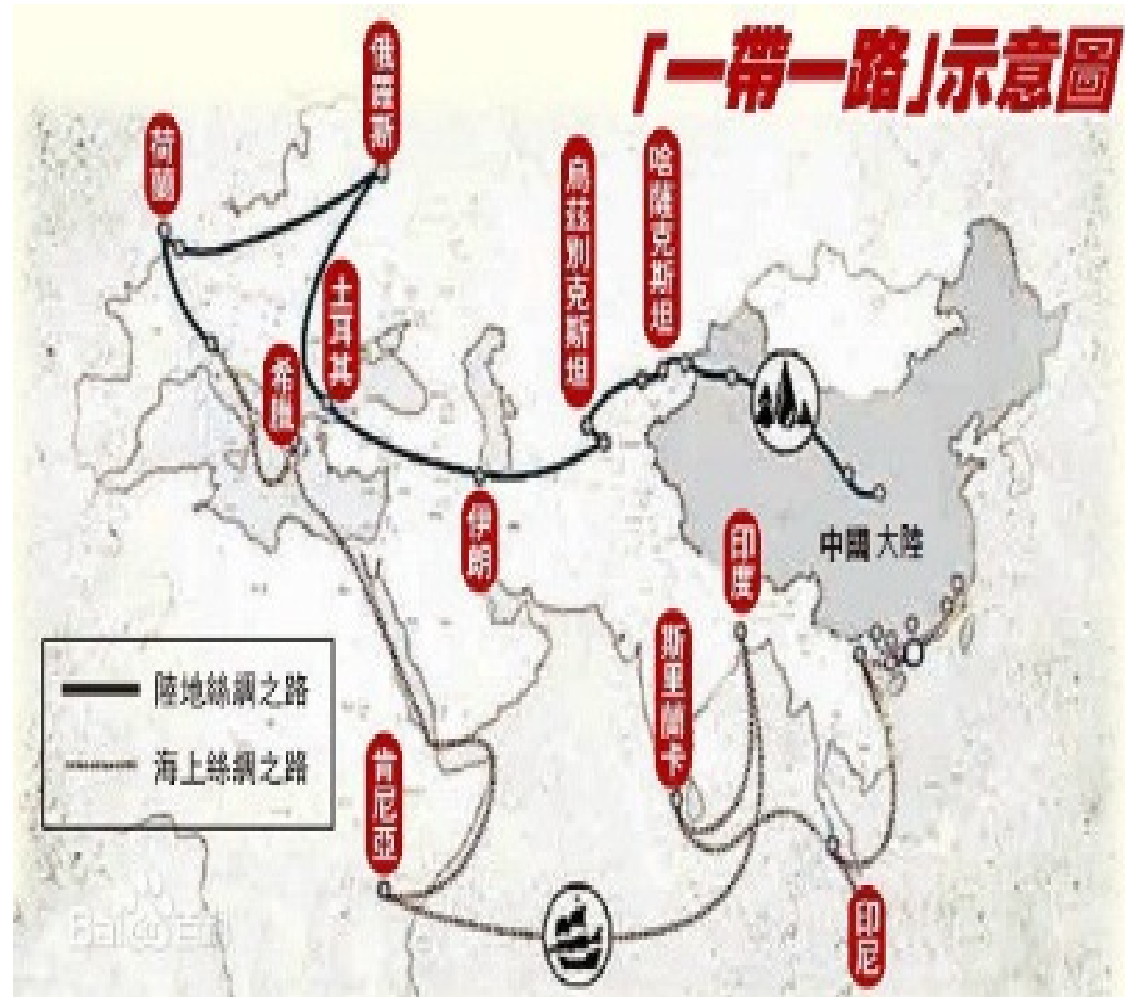 「一帶一路」示意圖
俄羅斯
荷蘭
烏茲別克斯坦
哈薩克斯坦
土耳其
希臘
伊朗
印度
中國大陸
斯里蘭卡
陸地絲綢之路
海上絲綢之路
肯尼亞
印尼
Bai 百